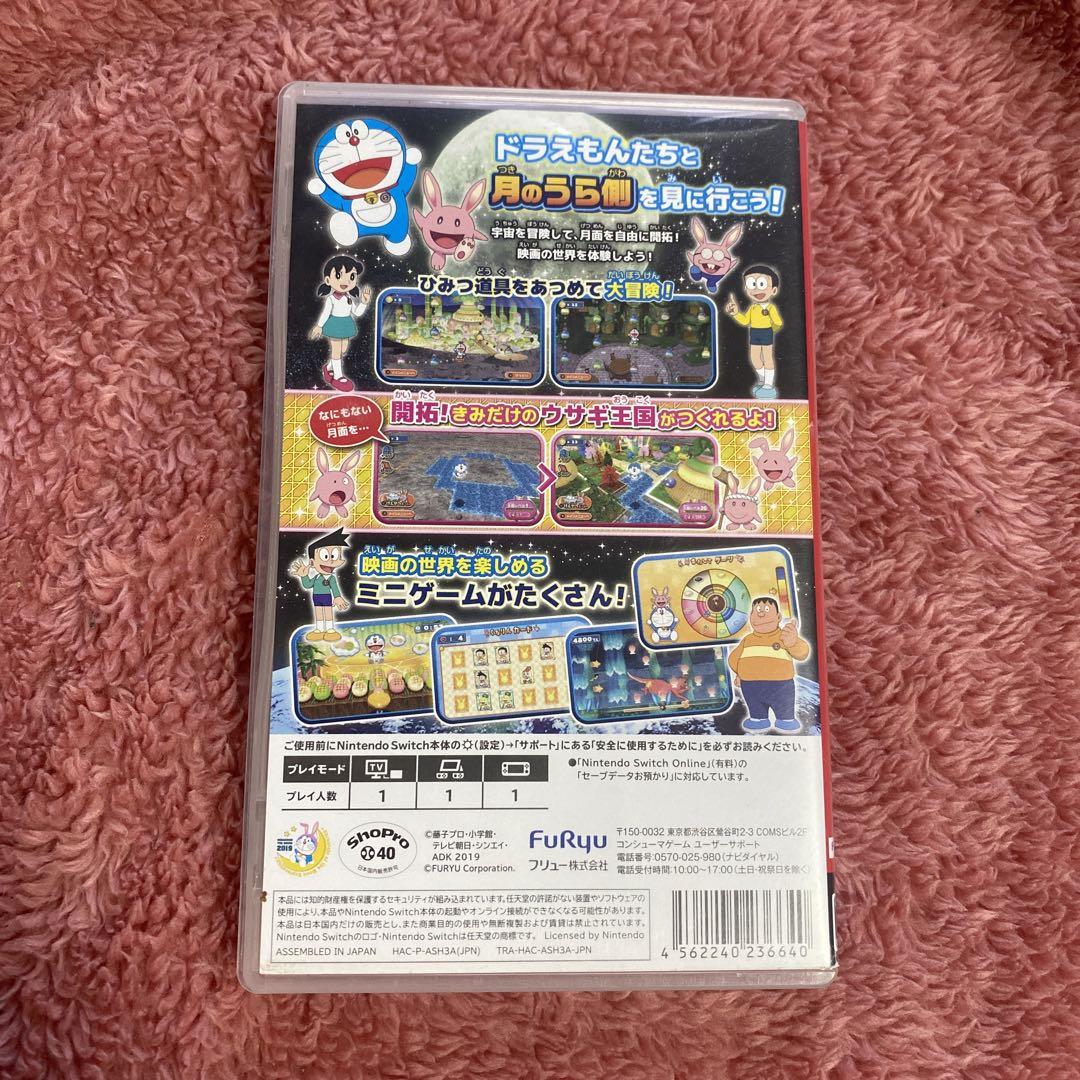 ドラえもんたちと
月のうら側を見に行こう!
宇宙を冒険して、月面を自由に開拓!
映画の世界を体験しよう!
ひみつ道具をあつめて大冒険!
なにもない
月面を…
開拓!きみだけのウサギ王国がつくれるよ!
映画の世界を楽しめる
ミニゲームがたくさん!
4800
ご使用前にNintendo Switch本体の(設定)→「サポート」にある「安全に使用するために」を必ずお読みください。
プレイモード TV
プレイ人数 1 1 1
●「Nintendo Switch Online」(有料)の
「セーブデータお預かり」に対応しています。
2019
ShoPro
40
日本国内販売許可
©藤子プロ・小学館・
テレビ朝日・シンエイ・
ADK 2019
©FURYU Corporation.
FuRyu
フリュー株式会社
〒150-0032 東京都渋谷区鶯谷町2-3 COMSビル2F
コンシューマゲーム ユーザーサポート
電話番号:0570-025-980(ナビダイヤル)
電話受付時間:10:00~17:00(土日・祝祭日を除く)
本品には知的財産権を保護するセキュリティが組み込まれています。任天堂の許諾がない装置やソフトウェアの
使用により、本品やNintendo Switch本体の起動やオンライン接続ができなくなる可能性があります。
本品は日本国内だけの販売とし、また商業目的の使用や無断複製および賃貸は禁止されています。
Nintendo Switchのロゴ・Nintendo Switchは任天堂の商標です。 Licensed by Nintendo
ASSEMBLED IN JAPAN HAC-P-ASH3A(JPN) TRA-HAC-ASH3A-JPN
4 562240 236640